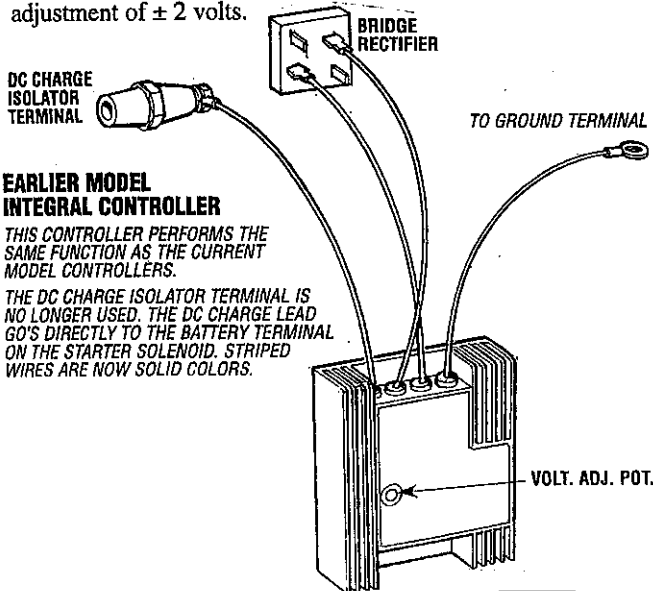 adjustment of ± 2 volts.
BRIDGE
RECTIFIER
DC CHARGE
ISOLATOR
TERMINAL
TO GROUND TERMINAL
EARLIER MODEL
INTEGRAL CONTROLLER
THIS CONTROLLER PERFORMS THE
SAME FUNCTION AS THE CURRENT
MODEL CONTROLLERS.
THE DC CHARGE ISOLATOR TERMINAL IS
NO LONGER USED. THE DC CHARGE LEAD
GO'S DIRECTLY TO THE BATTERY TERMINAL
ON THE STARTER SOLENOID. STRIPED
WIRES ARE NOW SOLID COLORS.
VOLT. ADJ. POT.